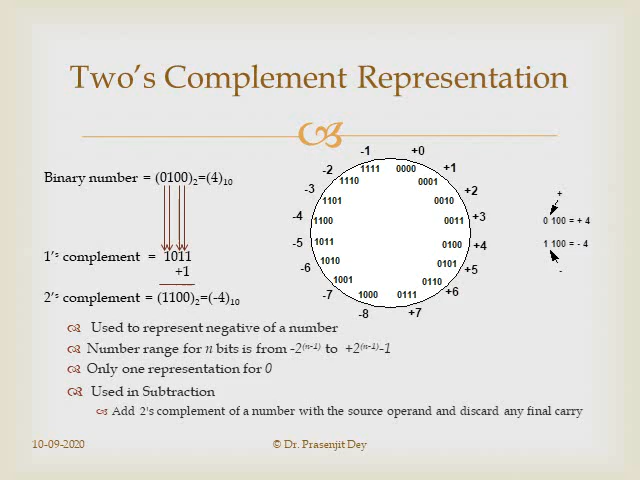 Two's Complement Representation
Binary number = (0100)₂=(4)₁₀
1'ˢ complement = 1011
+1
2'ˢ complement = (1100)₂=(-4)₁₀
-1 +0
-2 1111 0000 +1
1110 0001
-3 +2
1101 0010
-4 1100 0011 +3
-5 1011 0100 +4
1010 0101
-6 +5
1001 0110
-7 1000 0111 +6
-8 +7
+
0 100 = + 4
1 100 = - 4
-
Used to represent negative of a number
Number range for n bits is from -2⁽ⁿ⁻¹⁾ to +2⁽ⁿ⁻¹⁾-1
Only one representation for 0
Used in Subtraction
Add 2's complement of a number with the source operand and discard any final carry
10-09-2020 © Dr. Prasenjit Dey